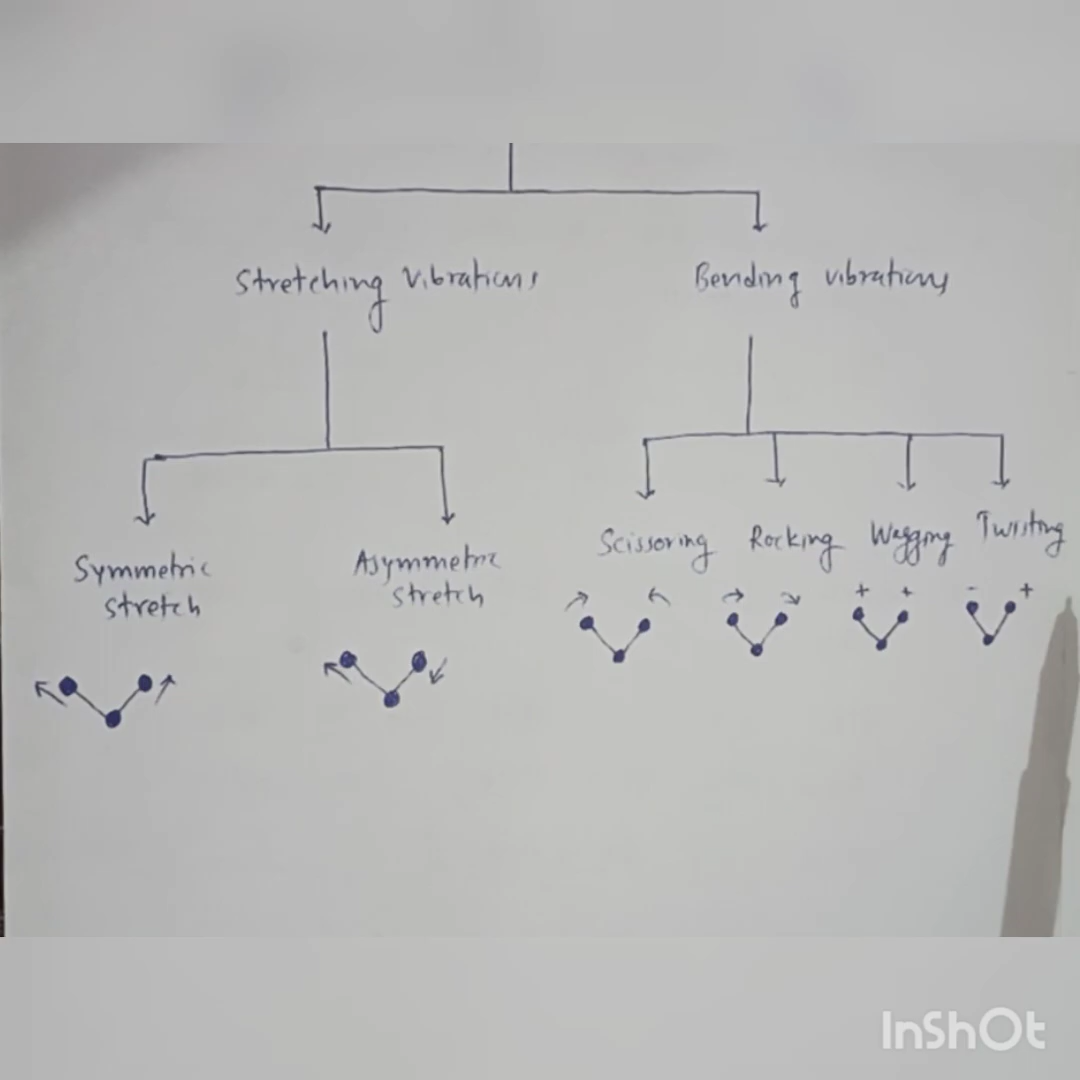 Stretching Vibrations
Bending vibrations
Symmetric
stretch
Asymmetric
stretch
Scissoring
Rocking
Wagging
Twisting
+ +
- +
InShOt